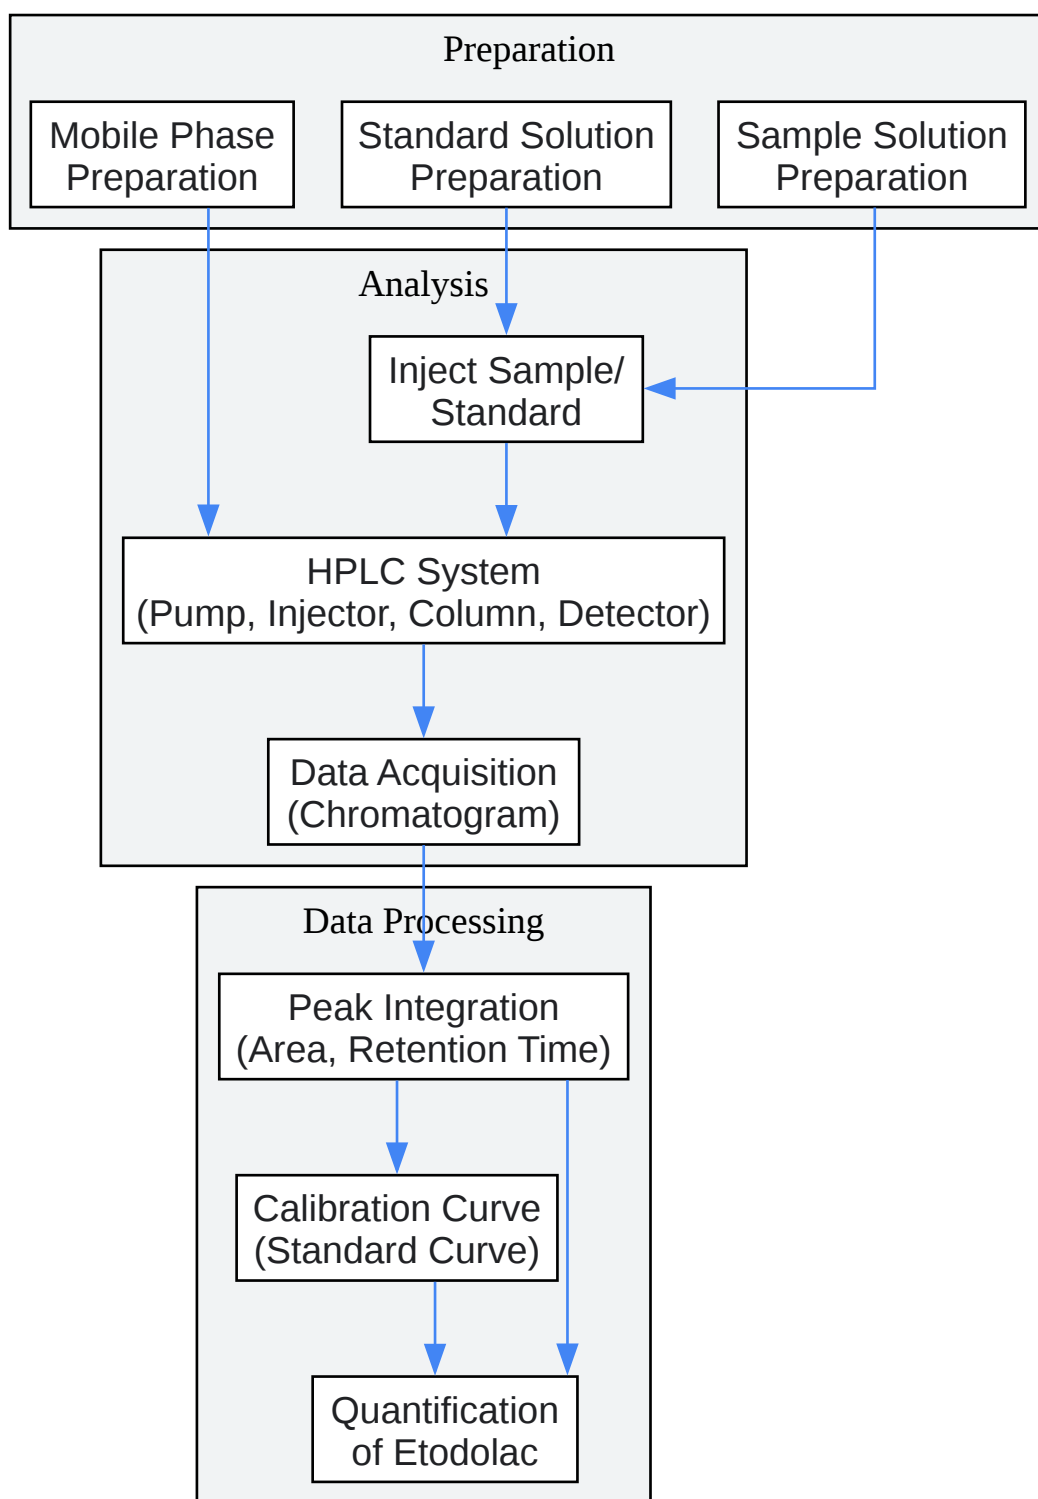 Preparation
Mobile Phase
Preparation
Standard Solution
Preparation
Sample Solution
Preparation
Analysis
Inject Sample/
Standard
HPLC System
(Pump, Injector, Column, Detector)
Data Acquisition
(Chromatogram)
Data Processing
Peak Integration
(Area, Retention Time)
Calibration Curve
(Standard Curve)
Quantification
of Etodolac